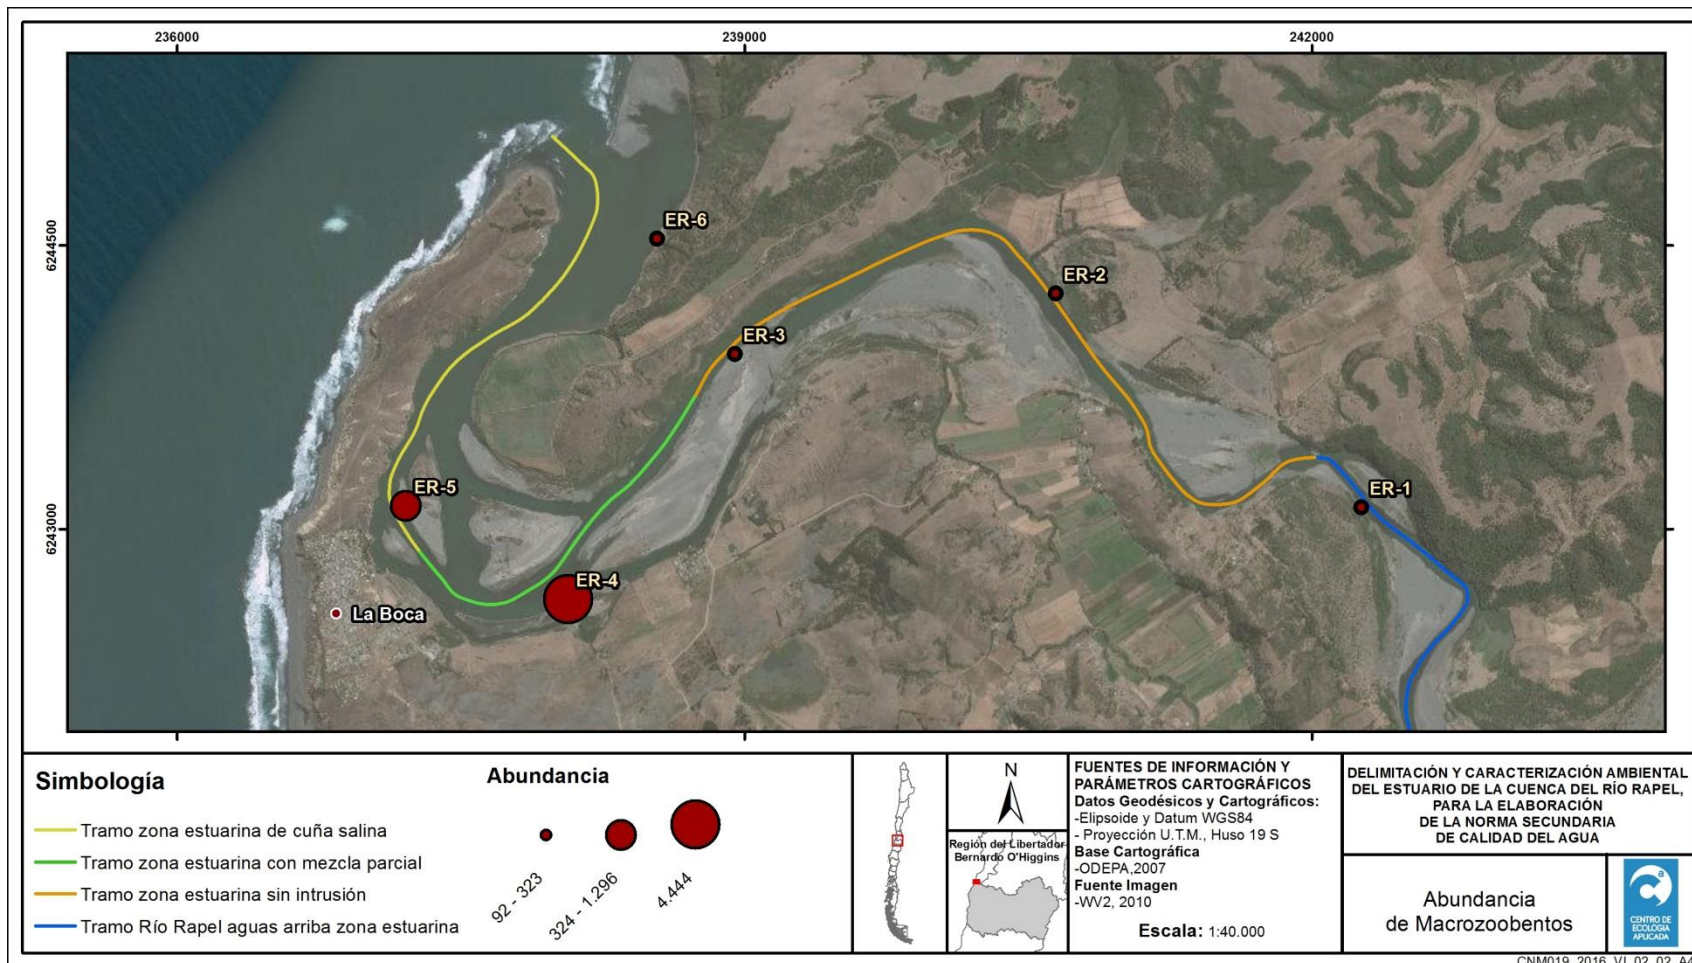 236000
239000
242000
6244500
6243000
ER-6
ER-2
ER-3
ER-1
ER-5
ER-4
La Boca
Simbología
Tramo zona estuarina de cuña salina
Tramo zona estuarina con mezcla parcial
Tramo zona estuarina sin intrusión
Tramo Río Rapel aguas arriba zona estuarina
Abundancia
92 - 323
324 - 1.296
4.444
N
Región del Libertador
Bernardo O'Higgins
FUENTES DE INFORMACIÓN Y
PARÁMETROS CARTOGRÁFICOS
Datos Geodésicos y Cartográficos:
-Elipsoide y Datum WGS84
- Proyección U.T.M., Huso 19 S
Base Cartográfica
-ODEPA,2007
Fuente Imagen
-WV2, 2010
Escala: 1:40.000
DELIMITACIÓN Y CARACTERIZACIÓN AMBIENTAL
DEL ESTUARIO DE LA CUENCA DEL RÍO RAPEL,
PARA LA ELABORACIÓN
DE LA NORMA SECUNDARIA
DE CALIDAD DEL AGUA
Abundancia
de Macrozoobentos
a
CENTRO DE
ECOLOGÍA
APLICADA
CNM019_2016_VI_02_02_A4